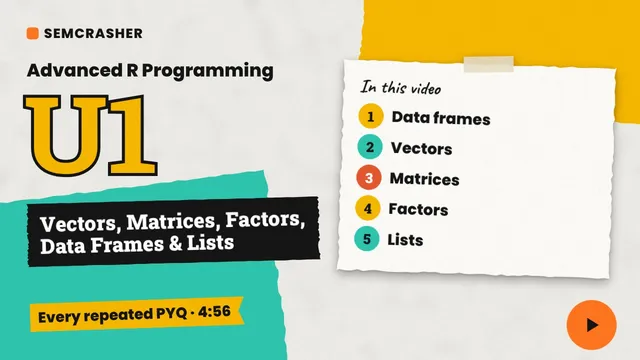 SEMCRASHER
Advanced R Programming
U1
Vectors, Matrices, Factors,
Data Frames & Lists
Every repeated PYQ · 4:56
In this video
1 Data frames
2 Vectors
3 Matrices
4 Factors
5 Lists